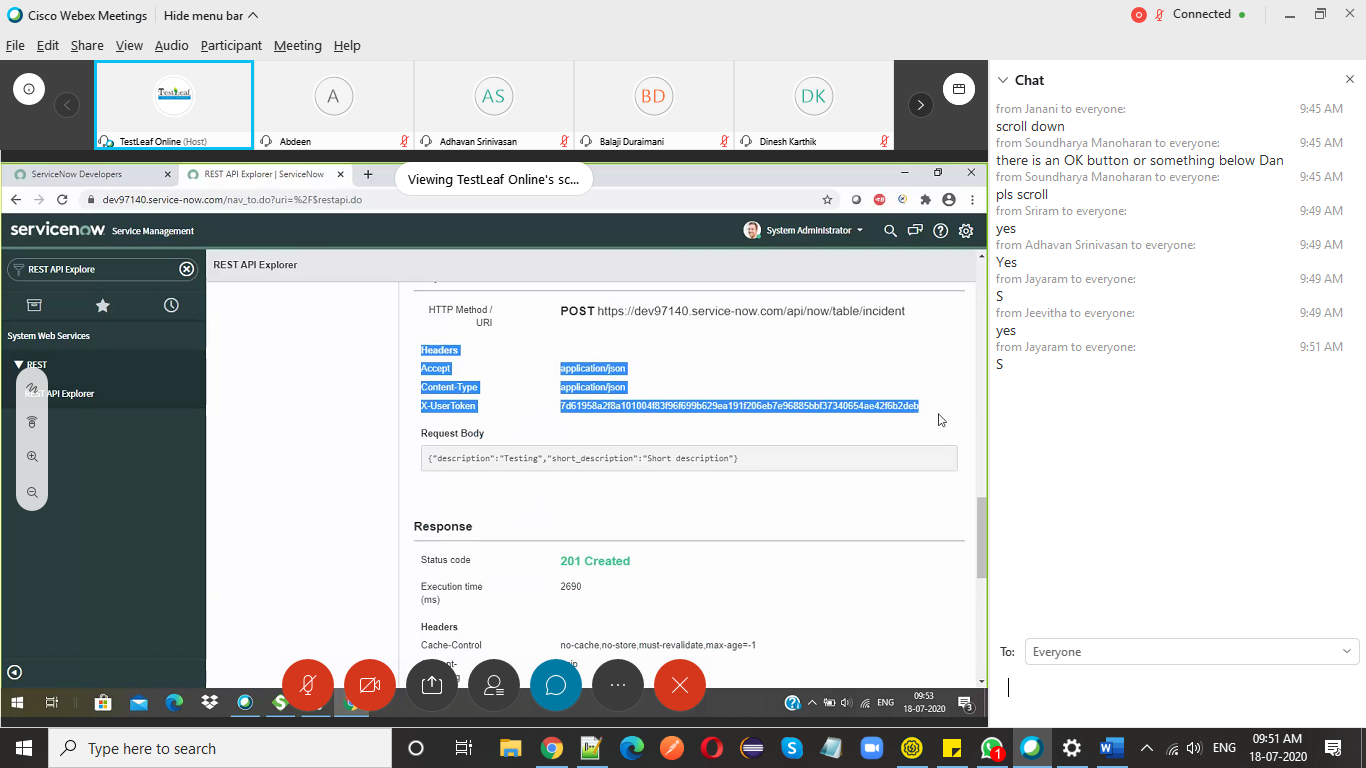 Cisco Webex Meetings
Hide menu bar
Connected
File Edit Share View Audio Participant Meeting Help
TestLeaf
A
AS
BD
DK
TestLeaf Online (Host)
Abdeen
Adhavan Srinivasan
Balaji Duraimani
Dinesh Karthik
ServiceNow Developers
REST API Explorer | ServiceNow
Viewing TestLeaf Online's sc...
dev97140.service-now.com/nav_to.do?uri=%2F$restapi.do
servicenow Service Management
System Administrator
REST API Explore
REST API Explorer
System Web Services
REST
REST API Explorer
HTTP Method /
URI
POST https://dev97140.service-now.com/api/now/table/incident
Headers
Accept application/json
Content-Type application/json
X-UserToken 7d61958a2f8a101004f83f96f699b629ea191f206eb7e96885bbf37340654ae42f6b2deb
Request Body
{"description":"Testing","short_description":"Short description"}
Response
Status code 201 Created
Execution time
(ms)
2690
Headers
Cache-Control no-cache,no-store,must-revalidate,max-age=-1
ENG
09:53
18-07-2020
3
Chat
from Janani to everyone: 9:45 AM
scroll down
from Soundharya Manoharan to everyone: 9:45 AM
there is an OK button or something below Dan
from Soundharya Manoharan to everyone: 9:45 AM
pls scroll
from Sriram to everyone: 9:49 AM
yes
from Adhavan Srinivasan to everyone: 9:49 AM
Yes
from Jayaram to everyone: 9:49 AM
S
from Jeevitha to everyone: 9:49 AM
yes
from Jayaram to everyone: 9:51 AM
S
To: Everyone
Type here to search
1
ENG
09:51 AM
18-07-2020